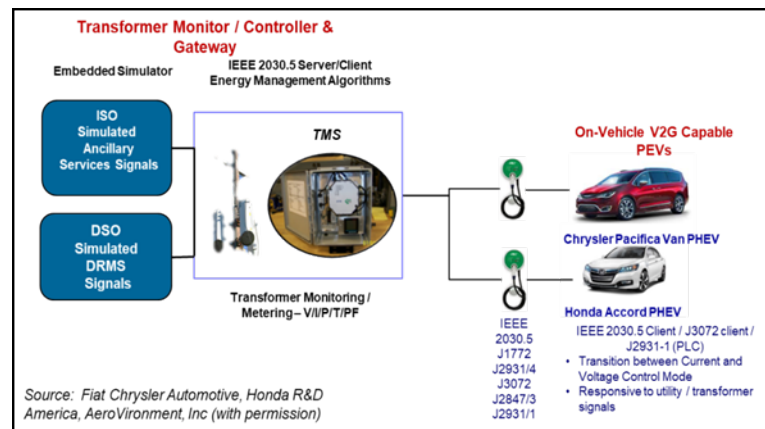 Transformer Monitor / Controller &
Gateway
Embedded Simulator
IEEE 2030.5 Server/Client
Energy Management Algorithms
ISO
Simulated
Ancillary
Services Signals
DSO
Simulated
DRMS
Signals
TMS
Transformer Monitoring /
Metering – V/I/P/T/PF
On-Vehicle V2G Capable
PEVs
Chrysler Pacifica Van PHEV
Honda Accord PHEV
IEEE
2030.5
J1772
J2931/4
J3072
J2847/3
J2931/1
IEEE 2030.5 Client / J3072 client /
J2931-1 (PLC)
• Transition between Current and
Voltage Control Mode
• Responsive to utility / transformer
signals
Source: Fiat Chrysler Automotive, Honda R&D
America, AeroVironment, Inc (with permission)